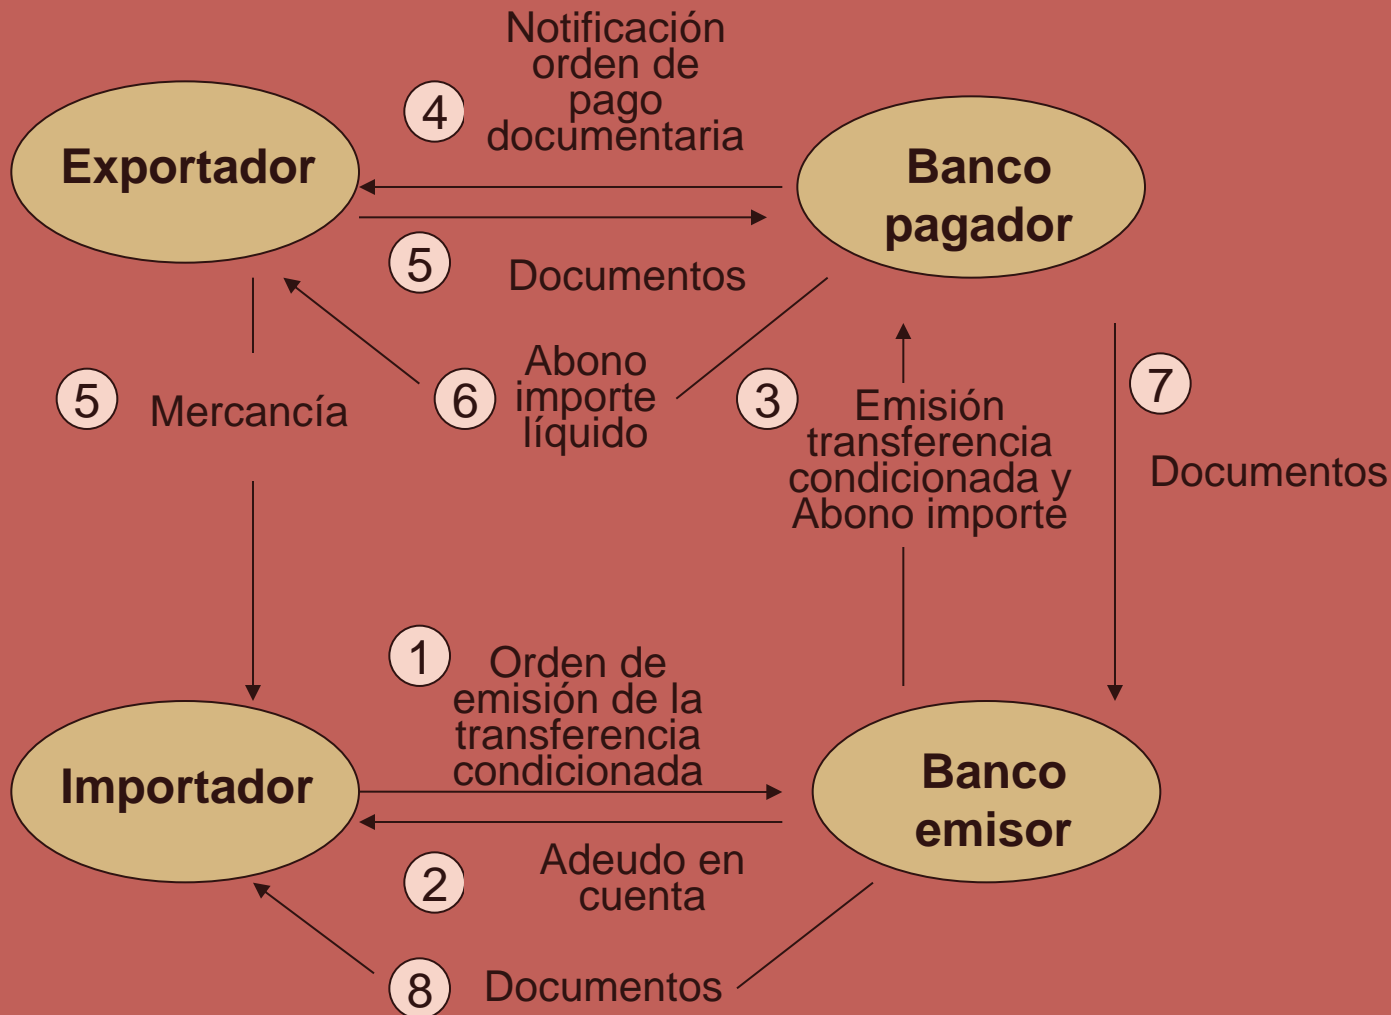 Notificación
orden de
pago
documentaria
4
Exportador
Banco
pagador
5
Documentos
5
Mercancía
6
Abono
importe
líquido
3
Emisión
transferencia
condicionada y
Abono importe
7
Documentos
1
Orden de
emisión de la
transferencia
condicionada
Importador
Banco
emisor
2
Adeudo en
cuenta
8
Documentos